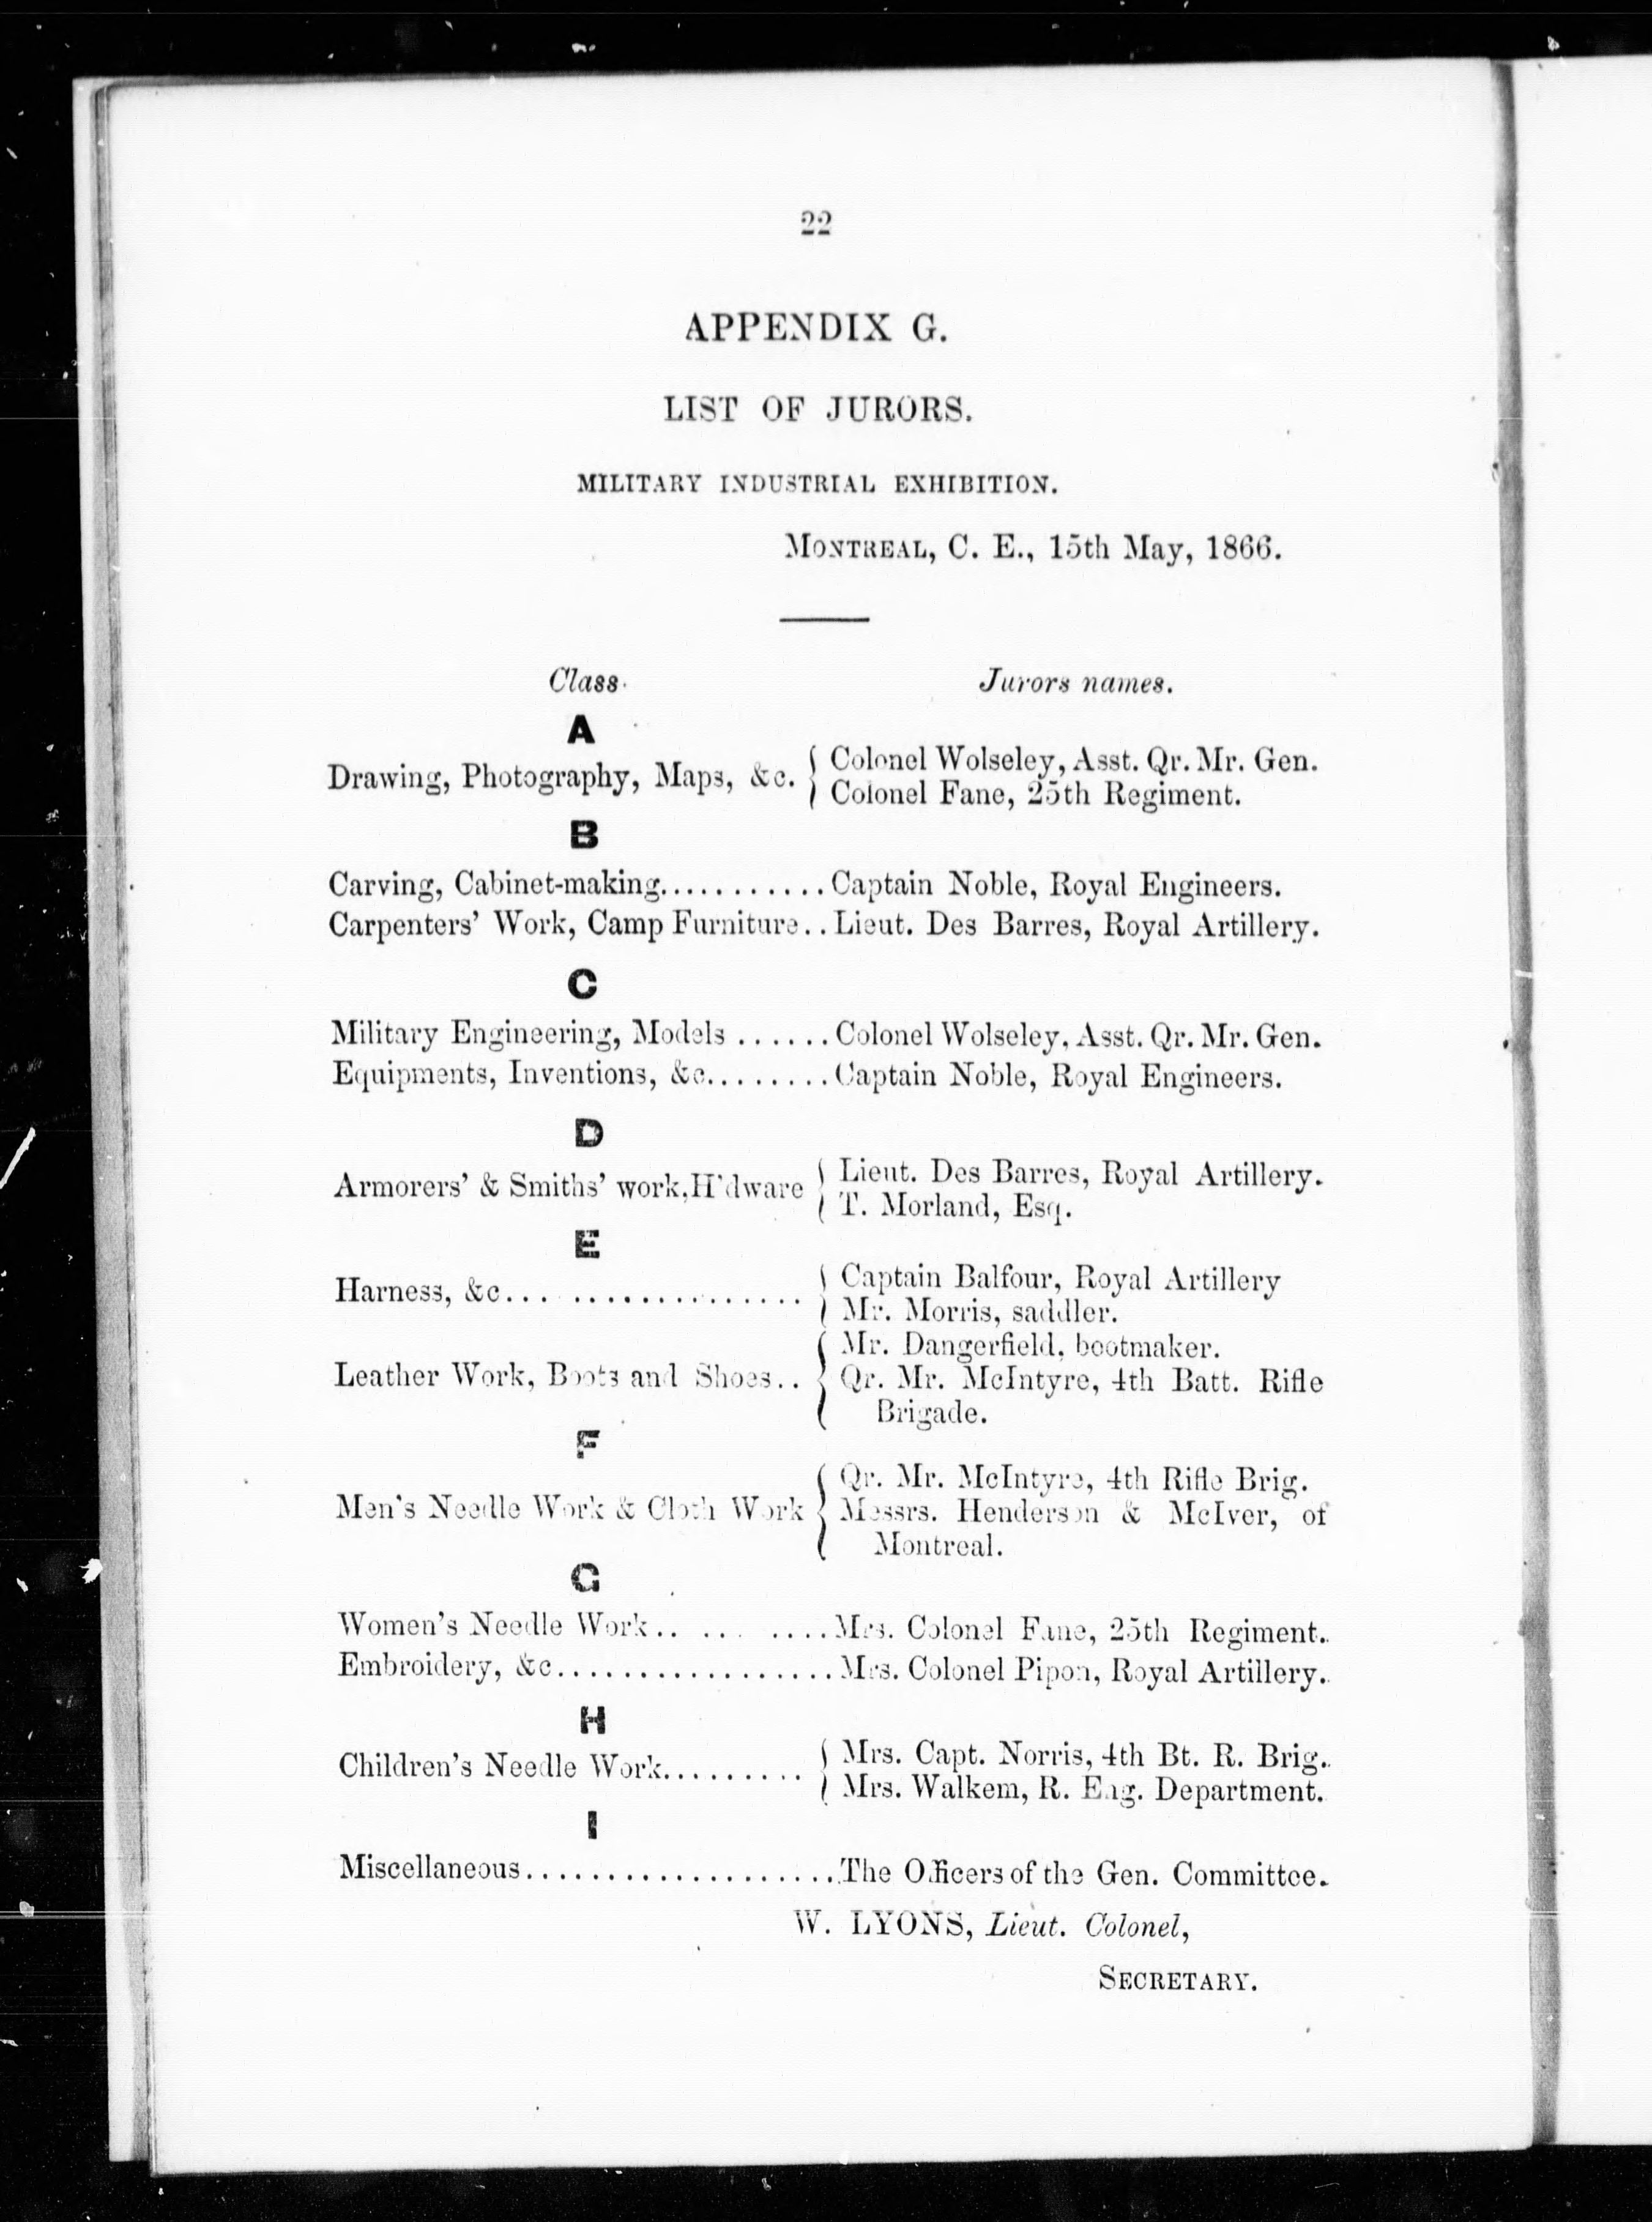 22
APPENDIX G.
LIST OF JURORS.
MILITARY INDUSTRIAL EXHIBITION.
MONTREAL, C. E., 15th May, 1866.
Class. Jurors names.
A
Drawing, Photography, Maps, &c. { Colonel Wolseley, Asst. Qr. Mr. Gen.
Colonel Fane, 25th Regiment.
B
Carving, Cabinet-making............Captain Noble, Royal Engineers.
Carpenters' Work, Camp Furniture..Lieut. Des Barres, Royal Artillery.
C
Military Engineering, Models ......Colonel Wolseley, Asst. Qr. Mr. Gen.
Equipments, Inventions, &c.........Captain Noble, Royal Engineers.
D
Armorers' & Smiths' work,H'dware { Lieut. Des Barres, Royal Artillery.
T. Morland, Esq.
E
Harness, &c... .............. { Captain Balfour, Royal Artillery
Mr. Morris, saddler.
Leather Work, Boots and Shoes.. { Mr. Dangerfield, bootmaker.
Qr. Mr. McIntyre, 4th Batt. Rifle
Brigade.
F
Men's Needle Work & Cloth Work { Qr. Mr. McIntyre, 4th Rifle Brig.
Messrs. Henderson & McIver, of
Montreal.
G
Women's Needle Work.. ... ....Mrs. Colonel Fane, 25th Regiment.
Embroidery, &c.................Mrs. Colonel Pipon, Royal Artillery.
H
Children's Needle Work......... { Mrs. Capt. Norris, 4th Bt. R. Brig.
Mrs. Walkem, R. Eng. Department.
I
Miscellaneous...................The Officers of the Gen. Committee.
W. LYONS, Lieut. Colonel,
SECRETARY.